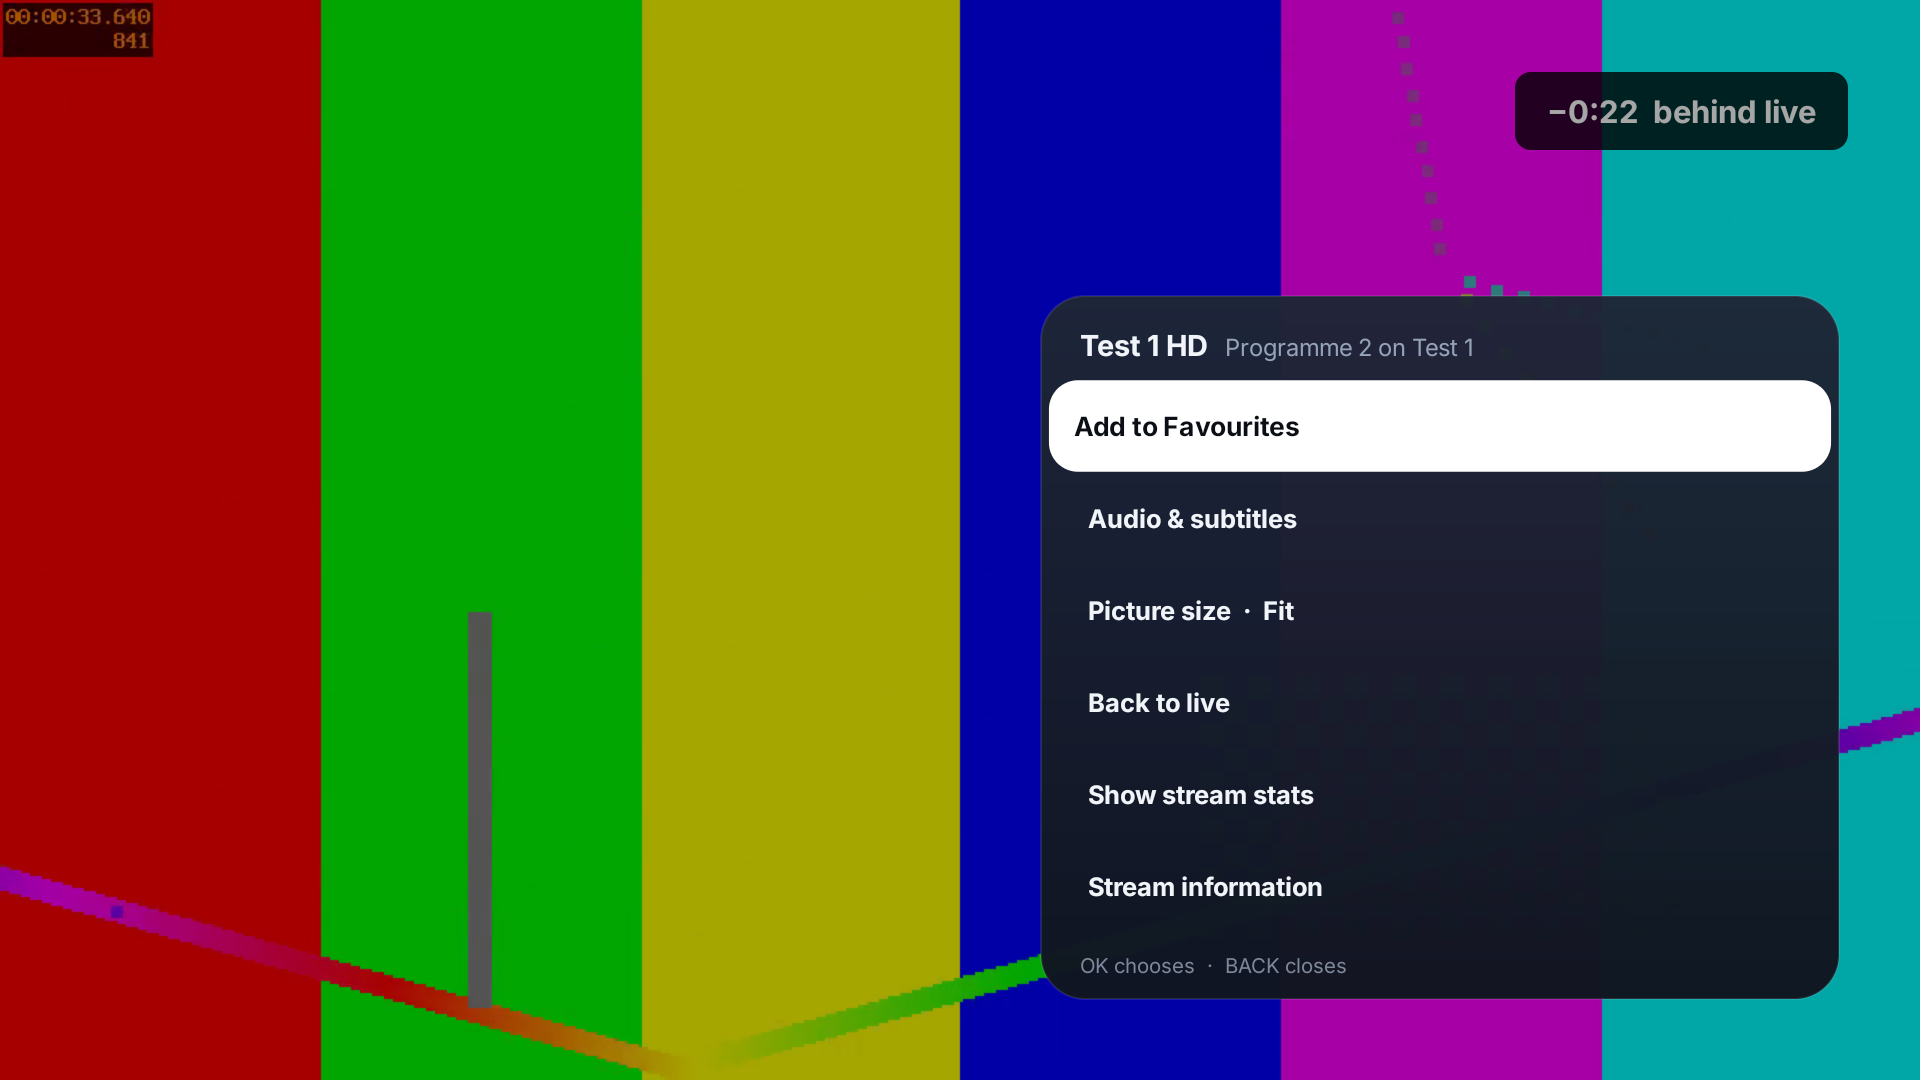 00:00:33.640
841
−0:22 behind live
Test 1 HD Programme 2 on Test 1
Add to Favourites
Audio & subtitles
Picture size · Fit
Back to live
Show stream stats
Stream information
OK chooses · BACK closes